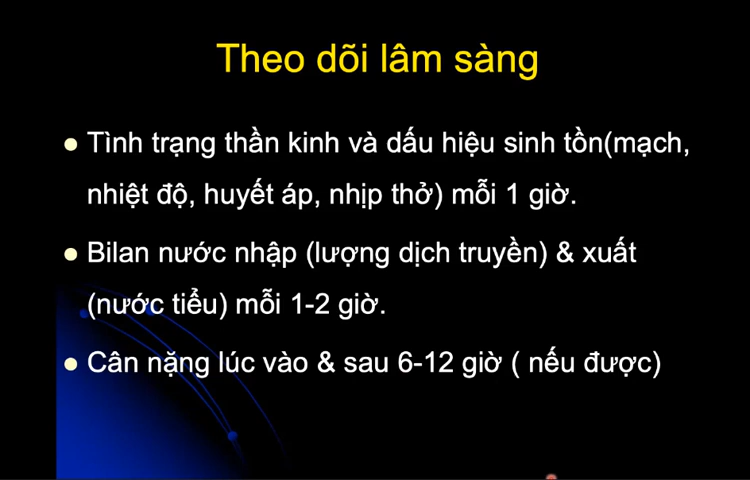 Theo dõi lâm sàng
● Tình trạng thần kinh và dấu hiệu sinh tồn(mạch,
nhiệt độ, huyết áp, nhịp thở) mỗi 1 giờ.
● Bilan nước nhập (lượng dịch truyền) & xuất
(nước tiểu) mỗi 1-2 giờ.
● Cân nặng lúc vào & sau 6-12 giờ ( nếu được)